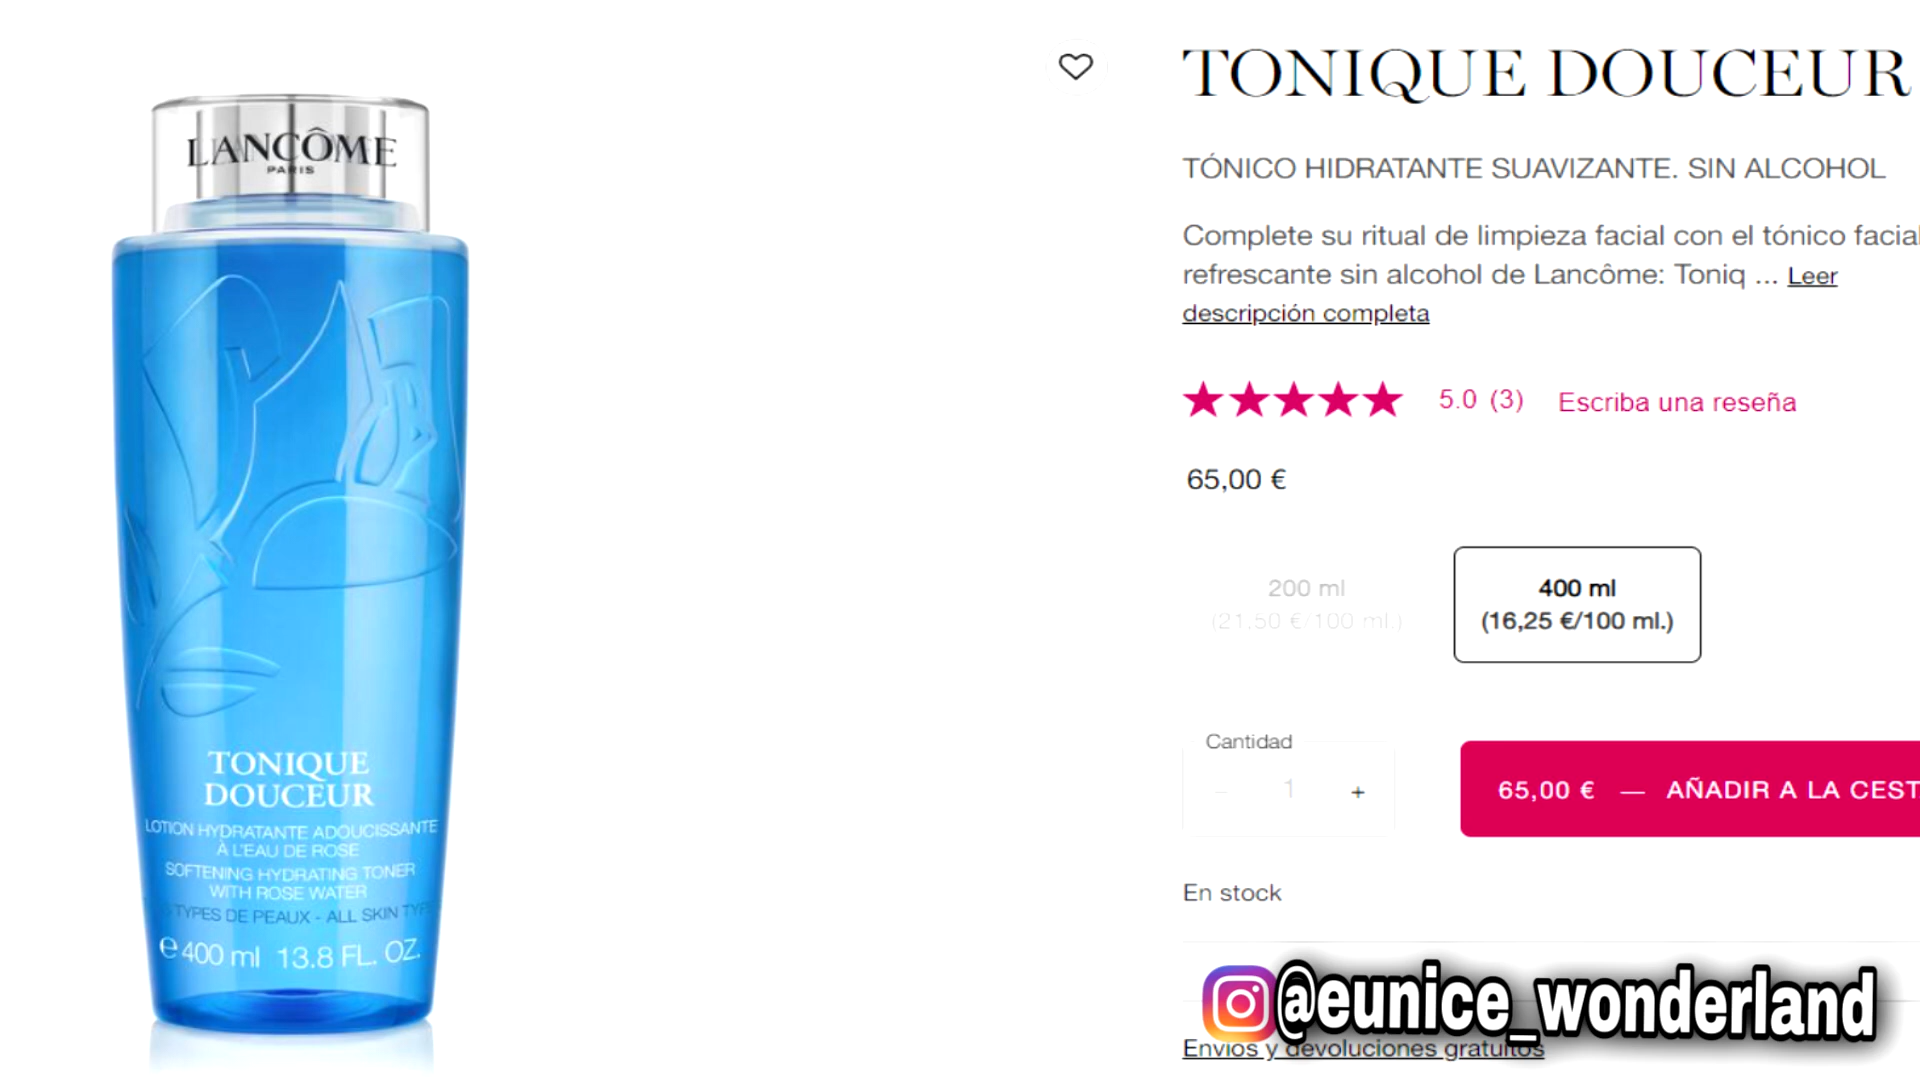 LANCÔME
PARIS
TONIQUE
DOUCEUR
LOTION HYDRATANTE ADOUCISSANTE
À L'EAU DE ROSE
SOFTENING HYDRATING TONER
WITH ROSE WATER
TYPES DE PEAUX - ALL SKIN TYP
℮ 400 ml 13.8 FL. OZ.
TONIQUE DOUCEUR
TÓNICO HIDRATANTE SUAVIZANTE. SIN ALCOHOL
Complete su ritual de limpieza facial con el tónico facial
refrescante sin alcohol de Lancôme: Toniq ... Leer
descripción completa
5.0 (3) Escriba una reseña
65,00 €
200 ml
(21,50 €/100 ml.)
400 ml
(16,25 €/100 ml.)
Cantidad
- 1 +
65,00 € — AÑADIR A LA CEST
En stock
@eunice_wonderland
Envíos y devoluciones gratuitos